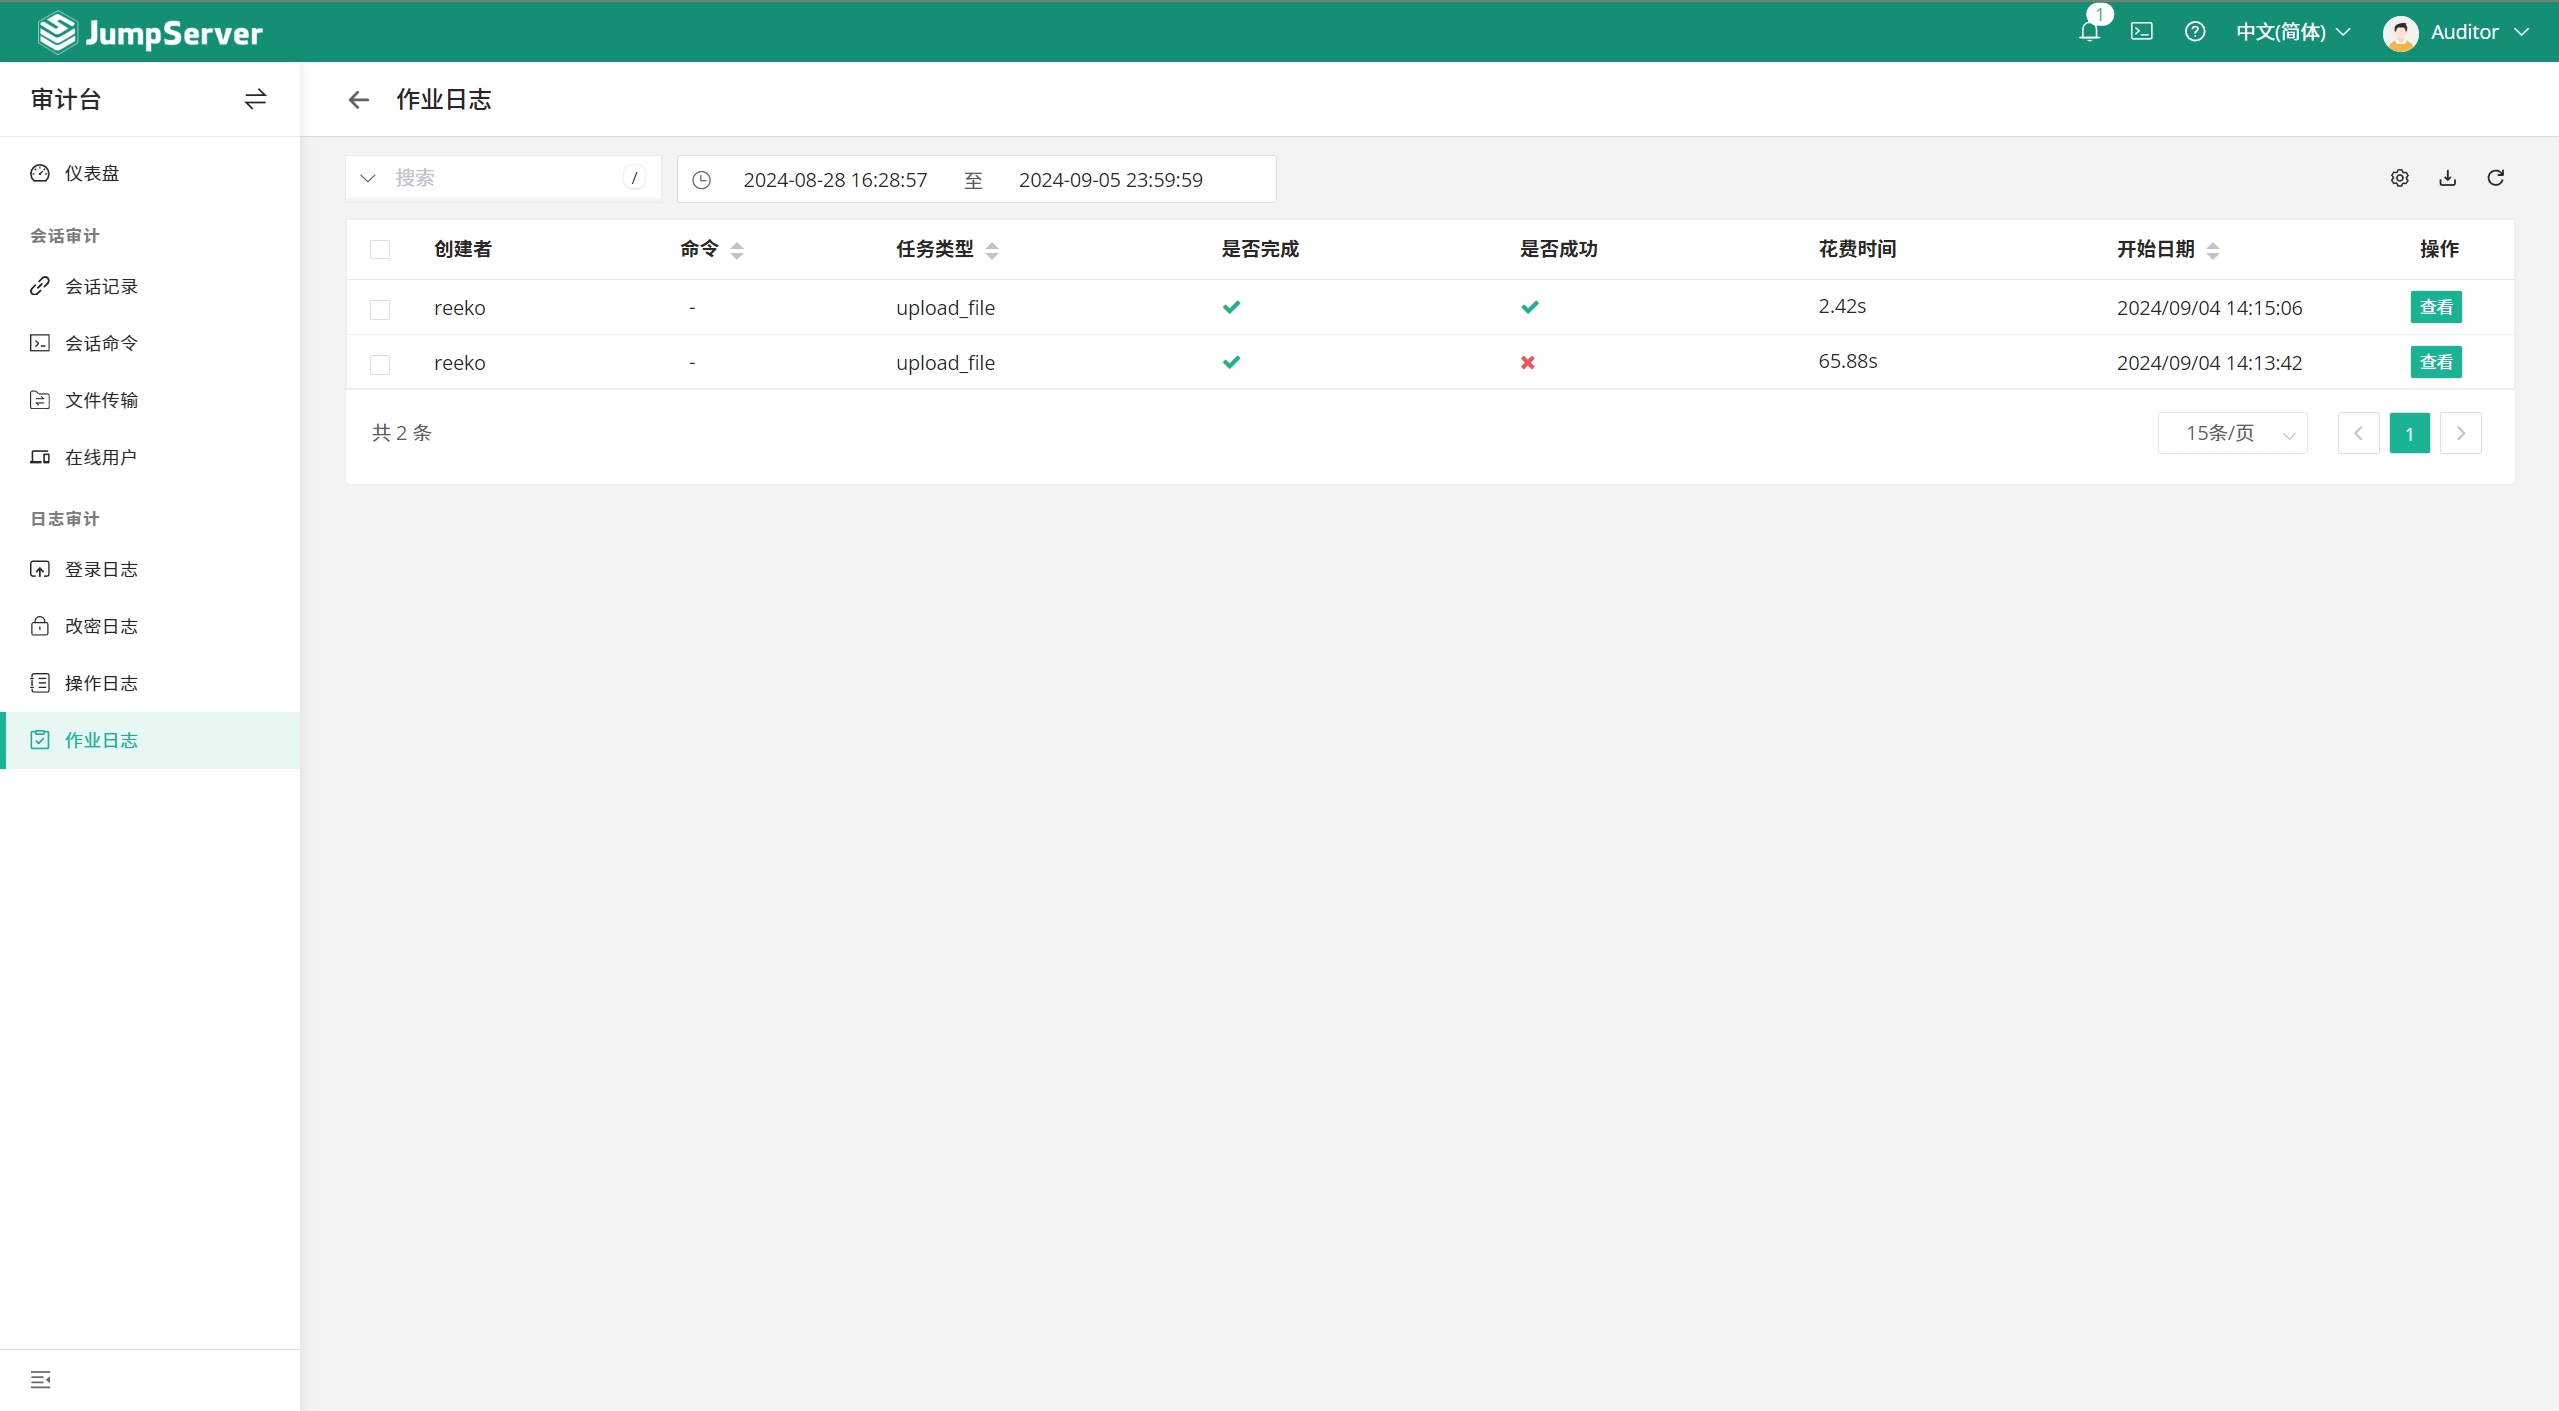 JumpServer
1
中文(简体)
Auditor
审计台
作业日志
仪表盘
会话审计
会话记录
会话命令
文件传输
在线用户
日志审计
登录日志
改密日志
操作日志
作业日志
搜索 /
2024-08-28 16:28:57 至 2024-09-05 23:59:59
创建者 命令 任务类型 是否完成 是否成功 花费时间 开始日期 操作
reeko - upload_file 2.42s 2024/09/04 14:15:06 查看
reeko - upload_file 65.88s 2024/09/04 14:13:42 查看
共 2 条
15条/页
1